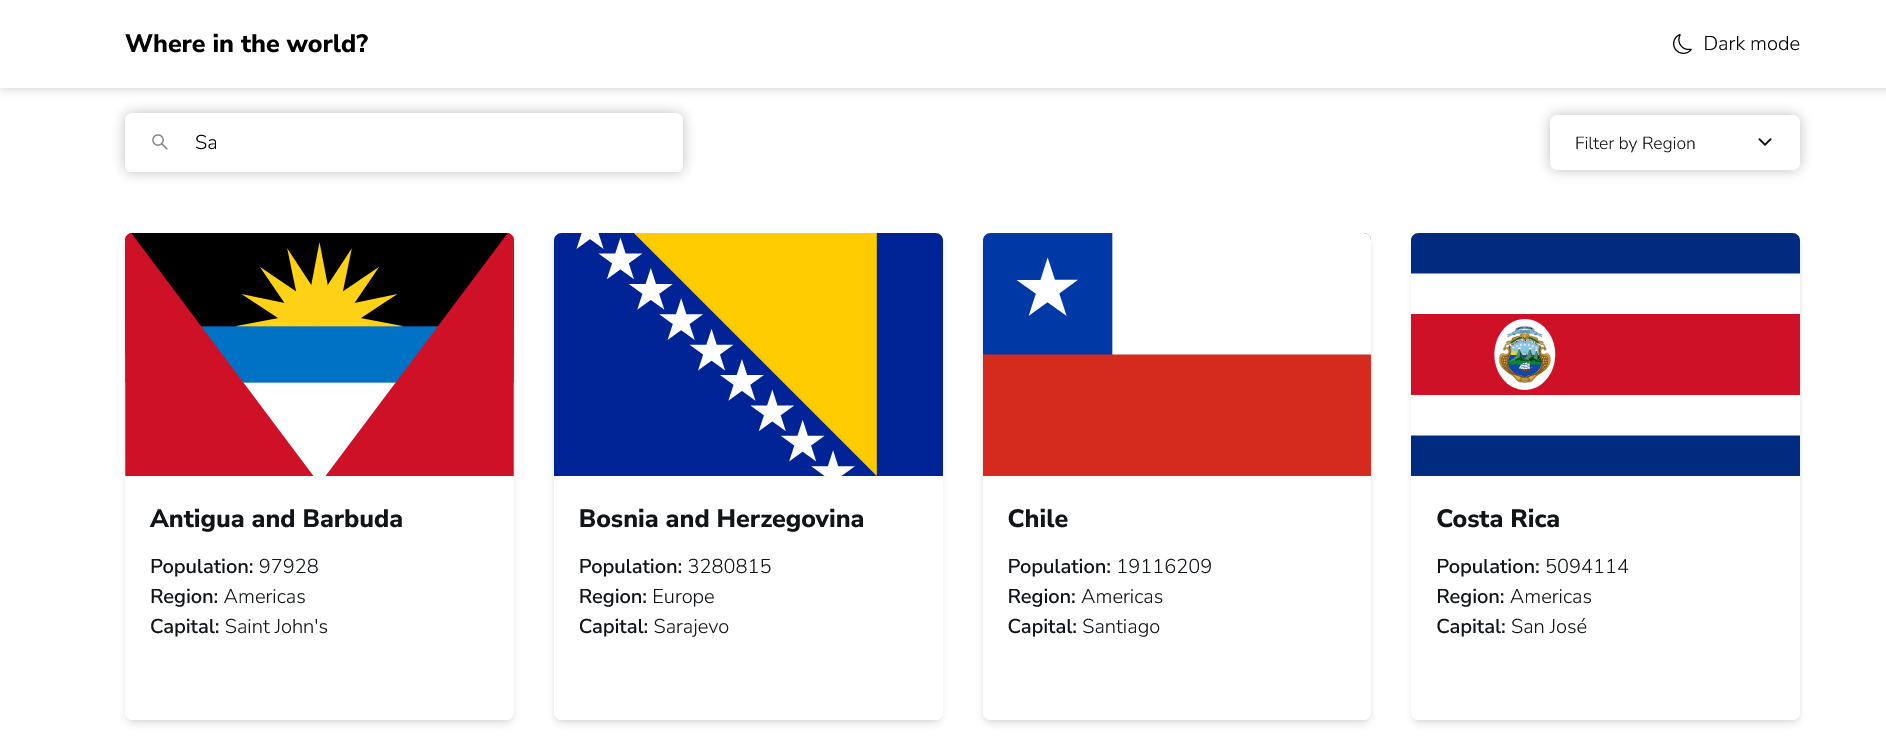 Where in the world?
Dark mode
Sa
Filter by Region
Antigua and Barbuda
Population: 97928
Region: Americas
Capital: Saint John's
Bosnia and Herzegovina
Population: 3280815
Region: Europe
Capital: Sarajevo
Chile
Population: 19116209
Region: Americas
Capital: Santiago
Costa Rica
Population: 5094114
Region: Americas
Capital: San José